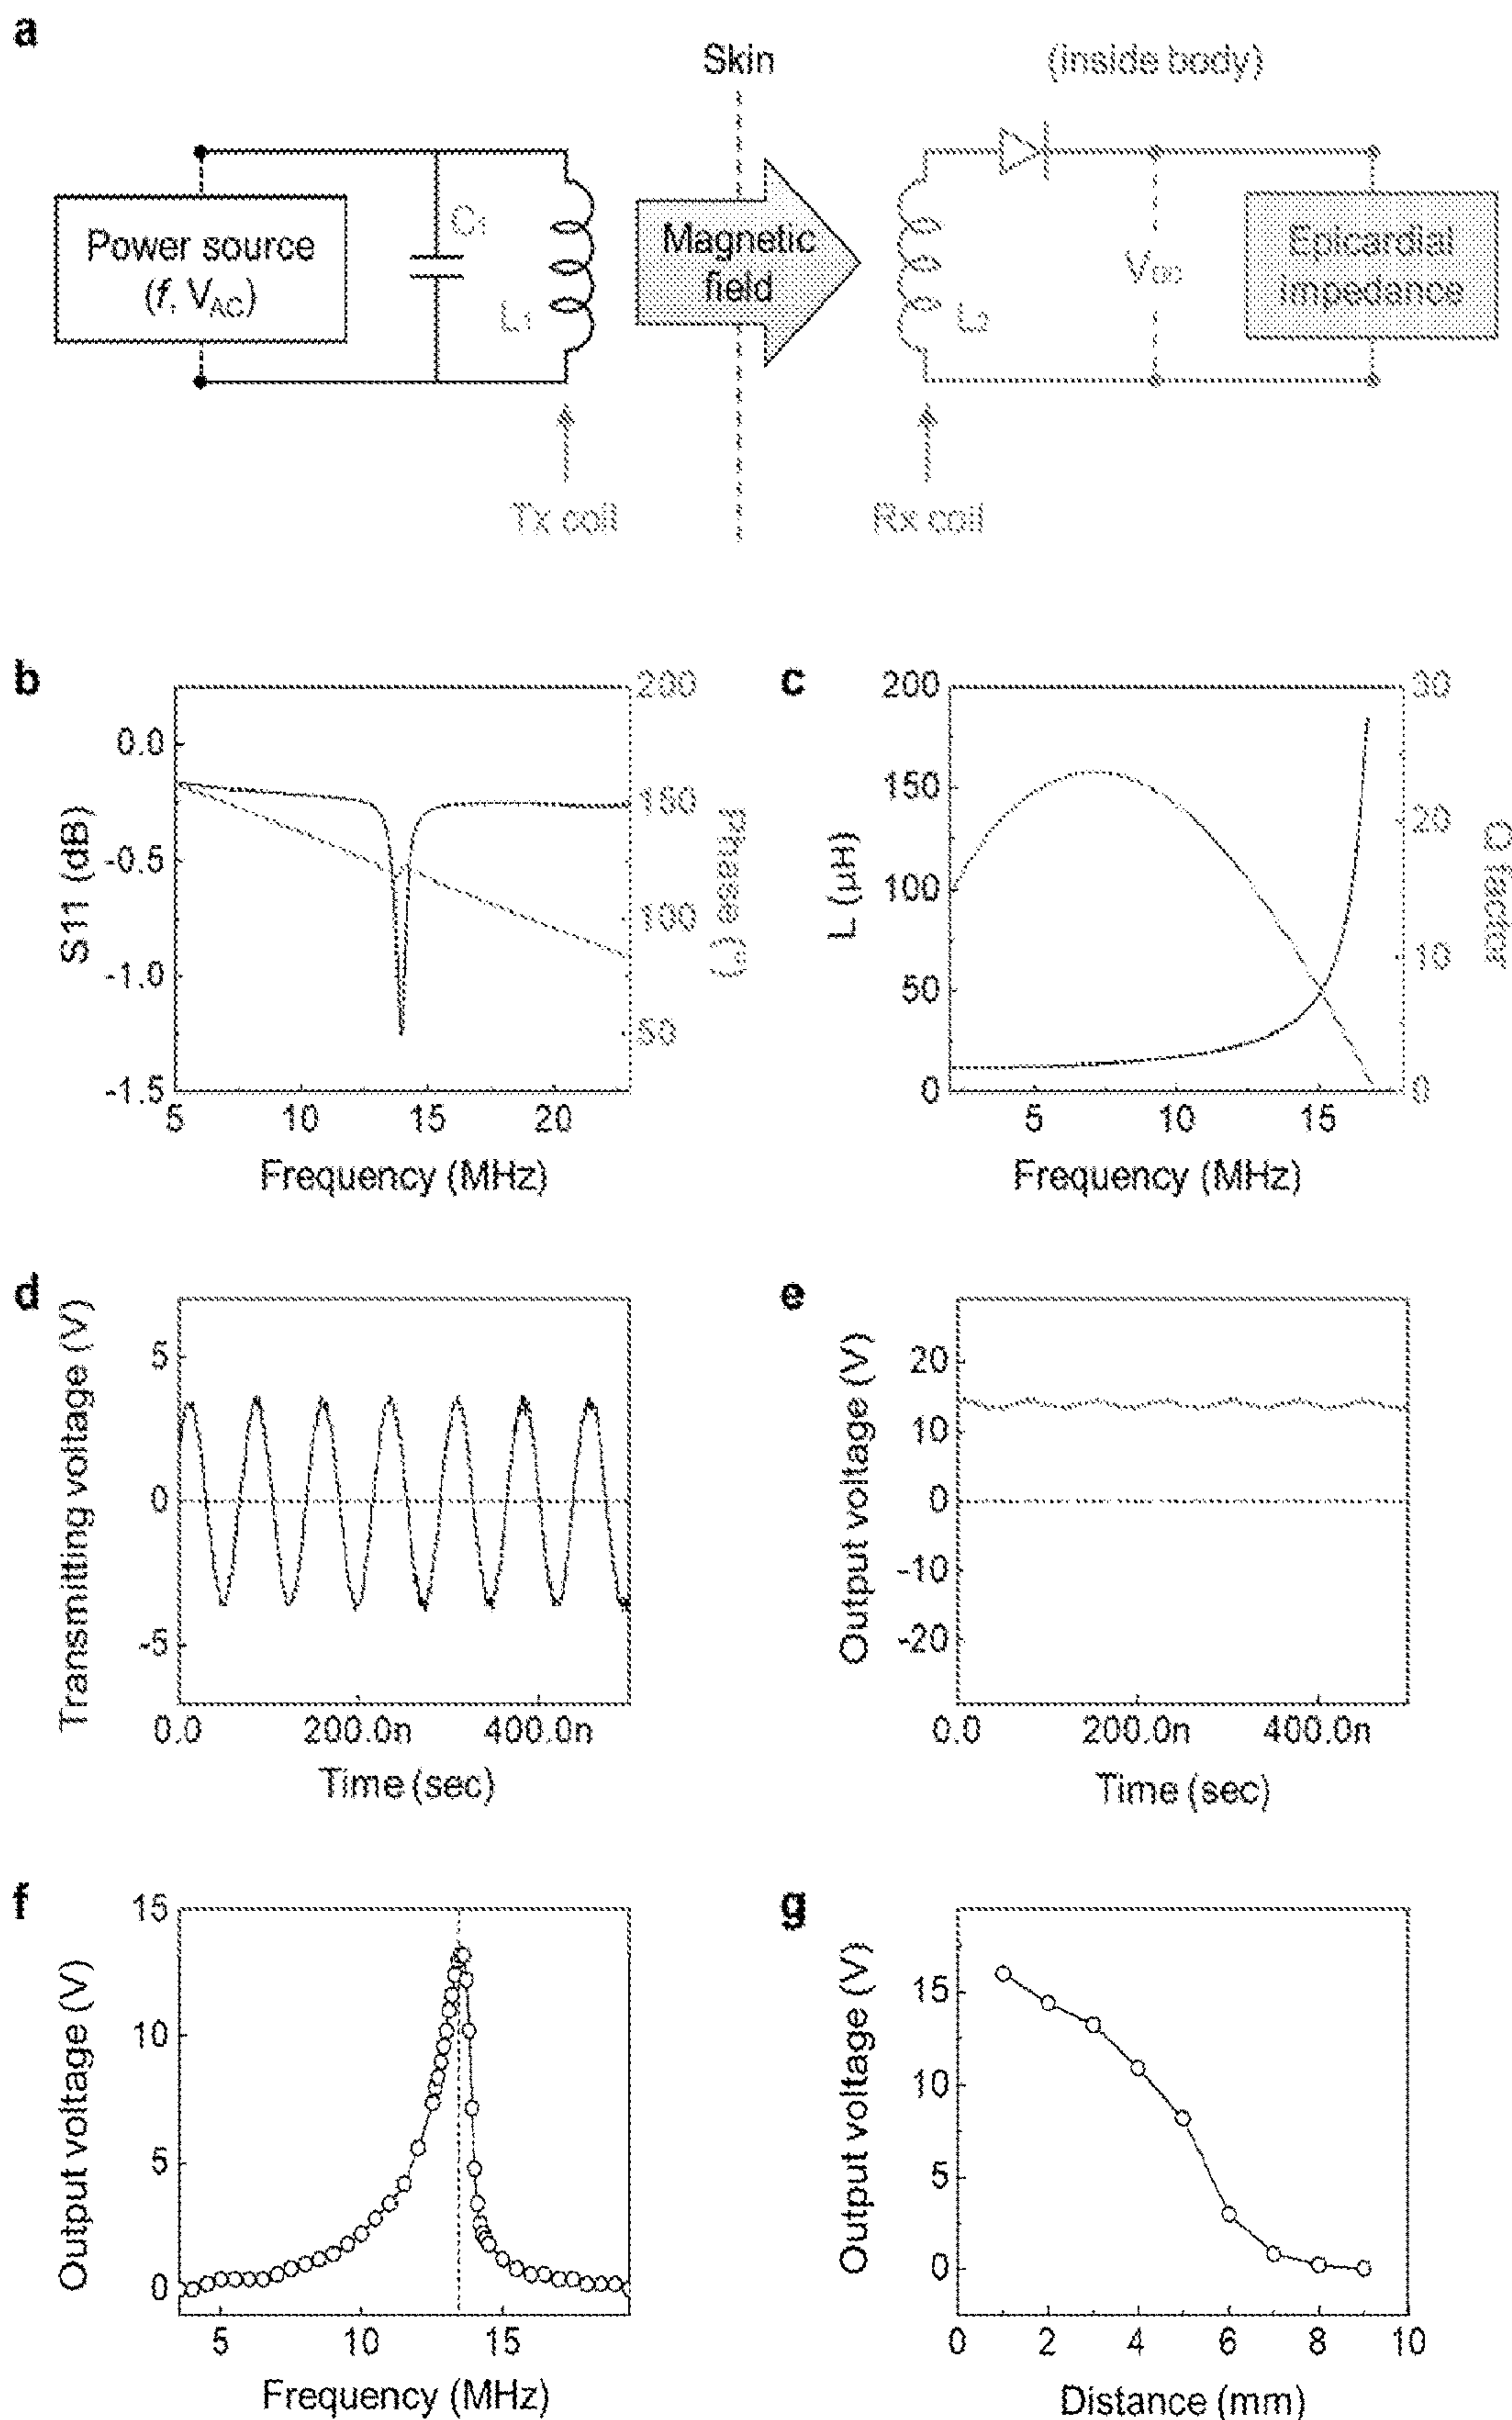 a
Skin
(inside body)
Power source
(f, VAC)
C1
L1
Magnetic
field
L2
VDC
Epicardial
impedance
Tx coil
Rx coil
b
S11 (dB)
0.0
-0.5
-1.0
-1.5
5
10
15
20
Frequency (MHz)
200
150
100
50
Phase (°)
c
L (μH)
200
150
100
50
0
5
10
15
Frequency (MHz)
30
20
10
0
Q factor
d
Transmitting voltage (V)
5
0
-5
0.0
200.0n
400.0n
Time (sec)
e
Output voltage (V)
20
10
0
-10
-20
0.0
200.0n
400.0n
Time (sec)
f
Output voltage (V)
15
10
5
0
5
10
15
Frequency (MHz)
g
Output voltage (V)
15
10
5
0
0
2
4
6
8
10
Distance (mm)